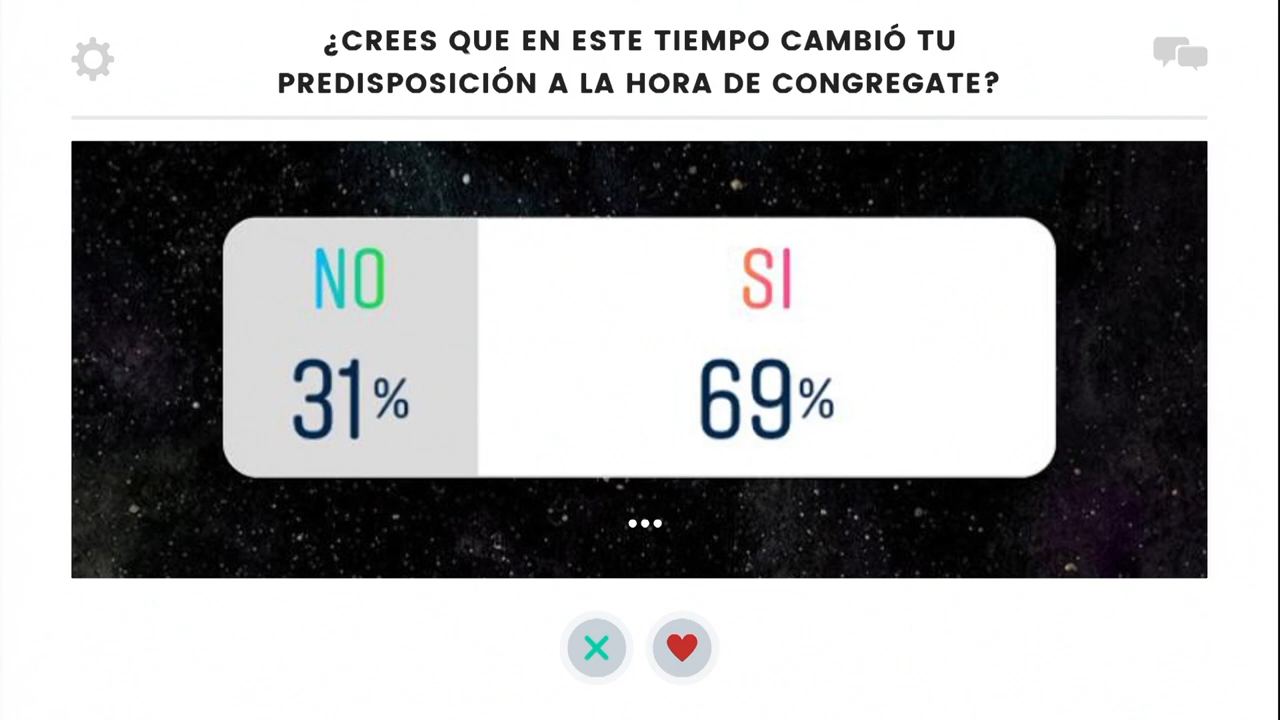 ¿CREES QUE EN ESTE TIEMPO CAMBIÓ TU
PREDISPOSICIÓN A LA HORA DE CONGREGATE?
NO SI
31% 69%